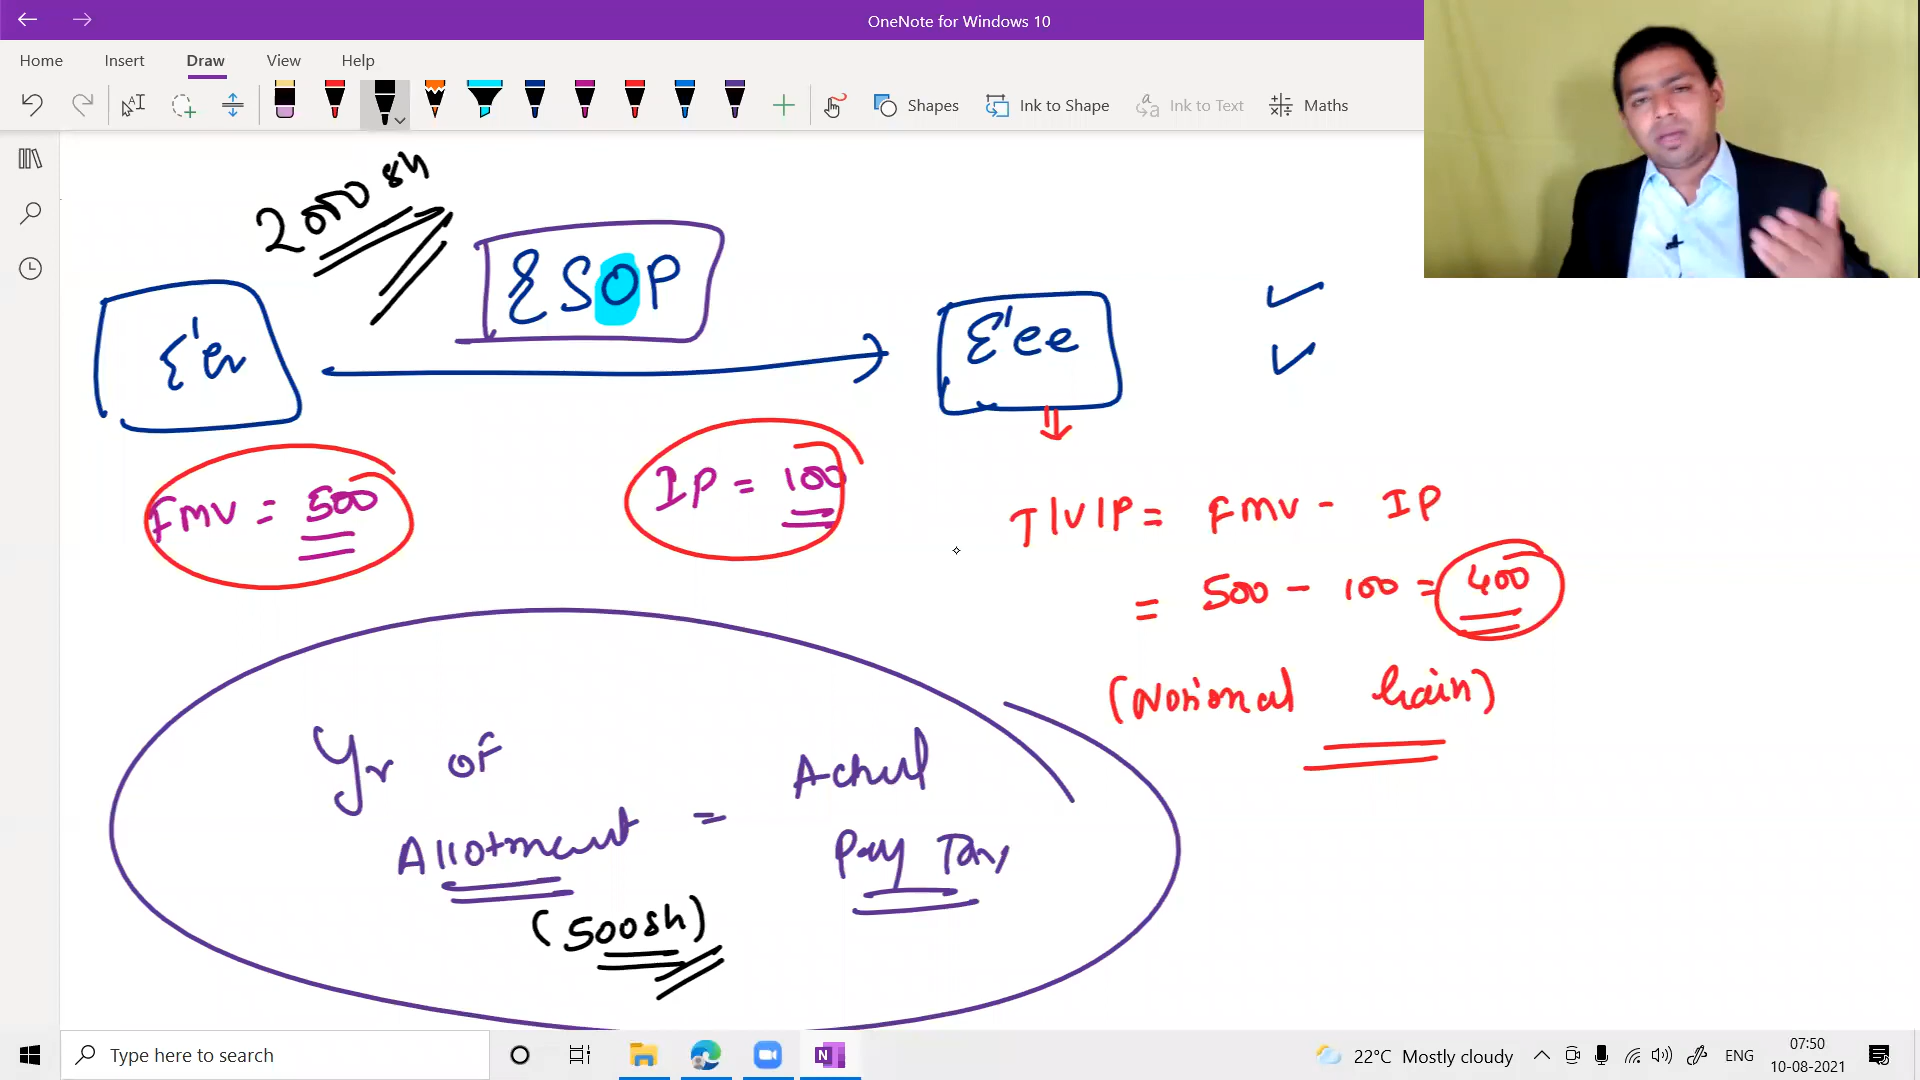 OneNote for Windows 10
Home Insert Draw View Help
Shapes Ink to Shape Ink to Text Maths
2000 sh
ESOP
E'er
E'ee
FMV = 500
IP = 100
T/V/P = FMV - IP
= 500 - 100 = 400
(Notional Gain)
Yr of
Allotment = Actual
Pay Tax
(500sh)
Type here to search
22°C Mostly cloudy
ENG
07:50
10-08-2021